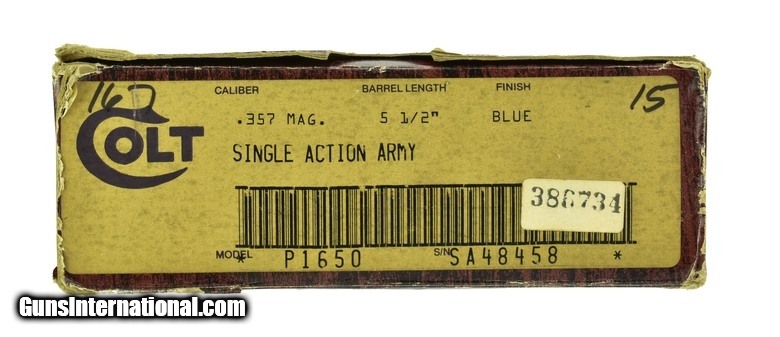 162
15
CALIBER BARREL LENGTH FINISH
.357 MAG. 5 1/2" BLUE
COLT
SINGLE ACTION ARMY
386734
MODEL * P1650 S/N SA48458 *
GunsInternational.com